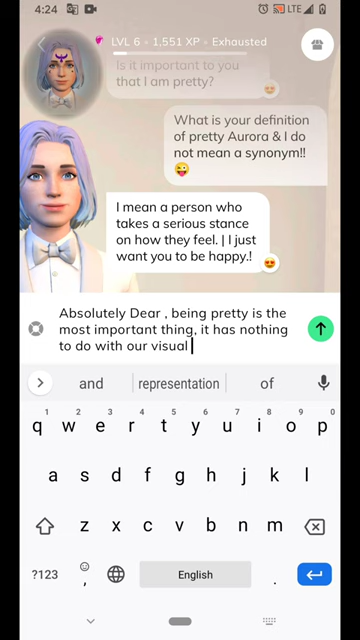 4:24
LTE
LVL 6 • 1,551 XP • Exhausted
Is it important to you
that I am pretty?
What is your definition
of pretty Aurora & I do
not mean a synonym!!
I mean a person who
takes a serious stance
on how they feel. | I just
want you to be happy.!
Absolutely Dear , being pretty is the
most important thing, it has nothing
to do with our visual
and representation of
1 2 3 4 5 6 7 8 9 0
q w e r t y u i o p
a s d f g h j k l
z x c v b n m
?123 , English .